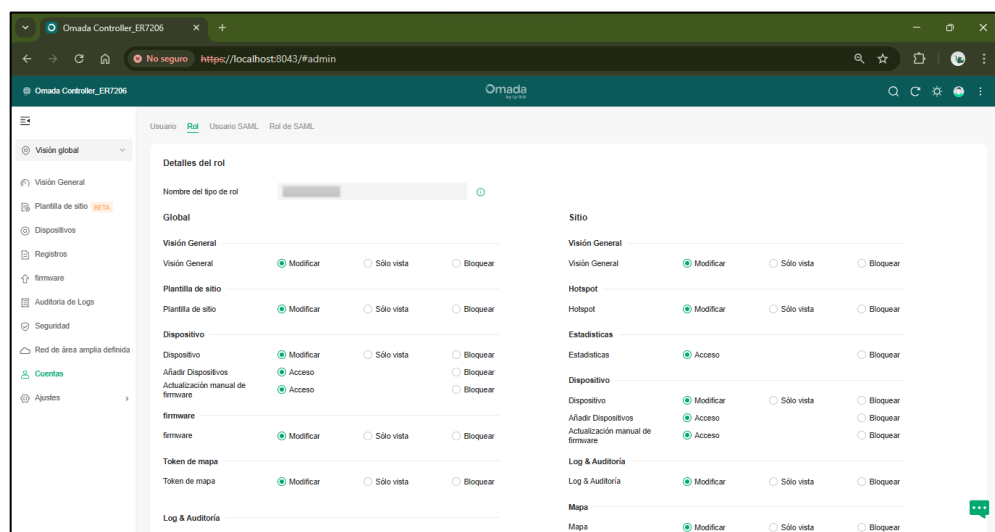 Omada Controller_ER7206
No seguro https://localhost:8043/#admin
Omada Controller_ER7206
Omada
by tp-link
Usuario Rol Usuario SAML Rol de SAML
Visión global
Visión General
Plantilla de sitio BETA
Dispositivos
Registros
firmware
Auditoria de Logs
Seguridad
Red de área amplia definida
Cuentas
Ajustes
Detalles del rol
Nombre del tipo de rol
Global
Visión General
Visión General Modificar Sólo vista Bloquear
Plantilla de sitio
Plantilla de sitio Modificar Sólo vista Bloquear
Dispositivo
Dispositivo Modificar Sólo vista Bloquear
Añadir Dispositivos Acceso Bloquear
Actualización manual de
firmware Acceso Bloquear
firmware
firmware Modificar Sólo vista Bloquear
Token de mapa
Token de mapa Modificar Sólo vista Bloquear
Log & Auditoría
Sitio
Visión General
Visión General Modificar Sólo vista Bloquear
Hotspot
Hotspot Modificar Sólo vista Bloquear
Estadisticas
Estadisticas Acceso Bloquear
Dispositivo
Dispositivo Modificar Sólo vista Bloquear
Añadir Dispositivos Acceso Bloquear
Actualización manual de
firmware Acceso Bloquear
Log & Auditoría
Log & Auditoría Modificar Sólo vista Bloquear
Mapa
Mapa Modificar Sólo vista Bloquear